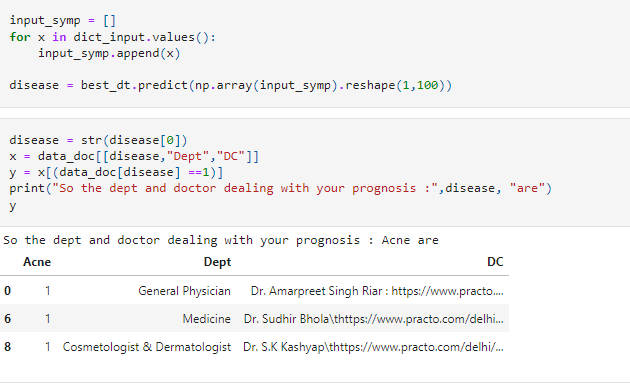 input_symp = []
for x in dict_input.values():
    input_symp.append(x)
disease = best_dt.predict(np.array(input_symp).reshape(1,100))
disease = str(disease[0])
x = data_doc[[disease,"Dept","DC"]]
y = x[(data_doc[disease] ==1)]
print("So the dept and doctor dealing with your prognosis :",disease, "are")
y
So the dept and doctor dealing with your prognosis : Acne are
Acne Dept DC
0 1 General Physician Dr. Amarpreet Singh Riar : https://www.practo....
6 1 Medicine Dr. Sudhir Bhola\thttps://www.practo.com/delhi...
8 1 Cosmetologist & Dermatologist Dr. S.K Kashyap\thttps://www.practo.com/delhi/...